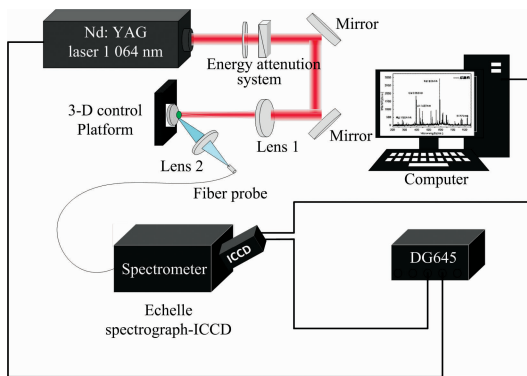 Nd: YAG
laser 1 064 nm
Mirror
Energy attenution
system
3-D control
Platform
Lens 1
Mirror
Lens 2
Fiber probe
Computer
Spectrometer
ICCD
DG645
Echelle
spectrograph-ICCD